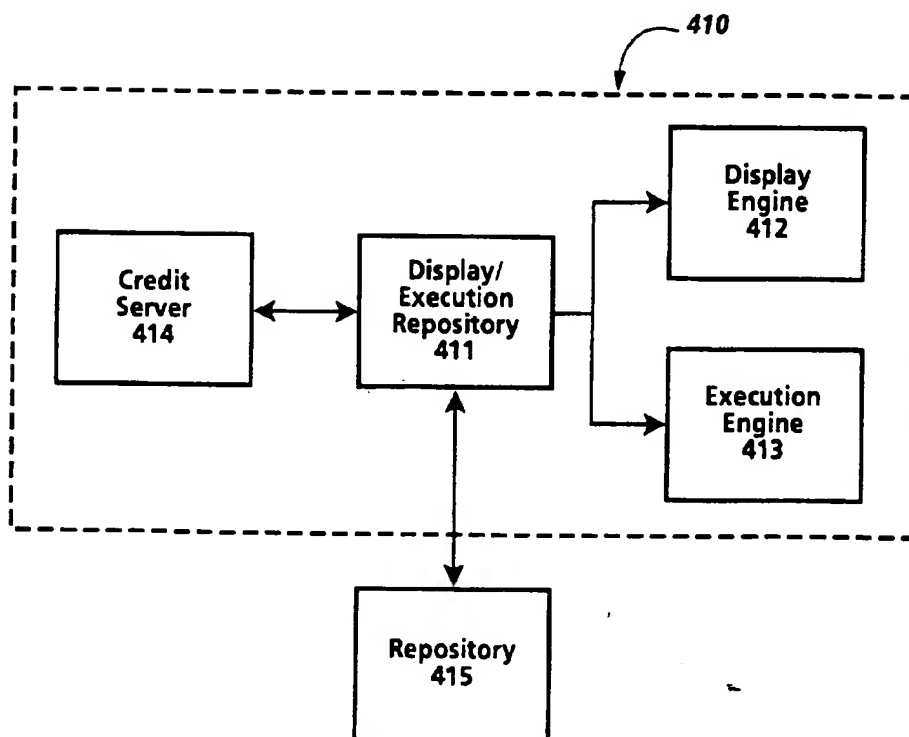 410
Display
Engine
412
Credit
Server
414
Display/
Execution
Repository
411
Execution
Engine
413
Repository
415